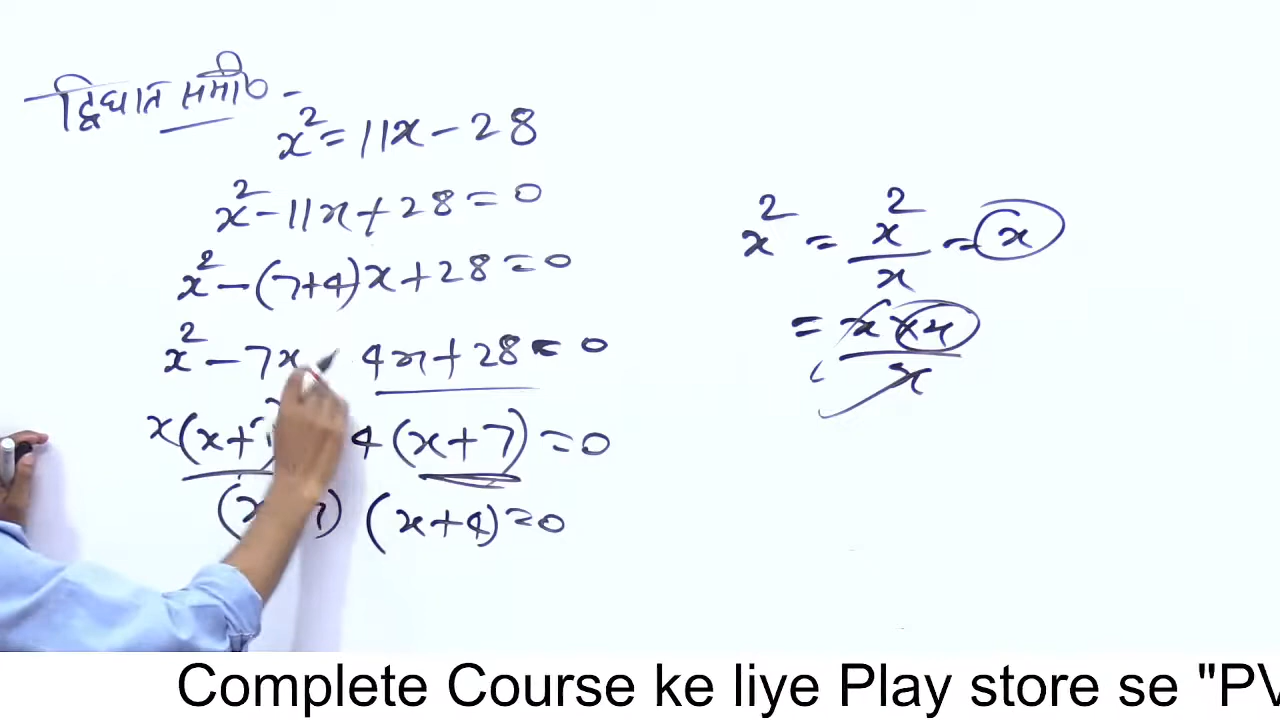 द्विघात समी० -
x² = 11x - 28
x² - 11x + 28 = 0
x² - (7+4)x + 28 = 0
x² - 7x 4x + 28 = 0
x(x+ 4(x+7) = 0
(x ) (x+4) = 0
x² = x²/x = x
= x×x/x
Complete Course ke liye Play store se "PV